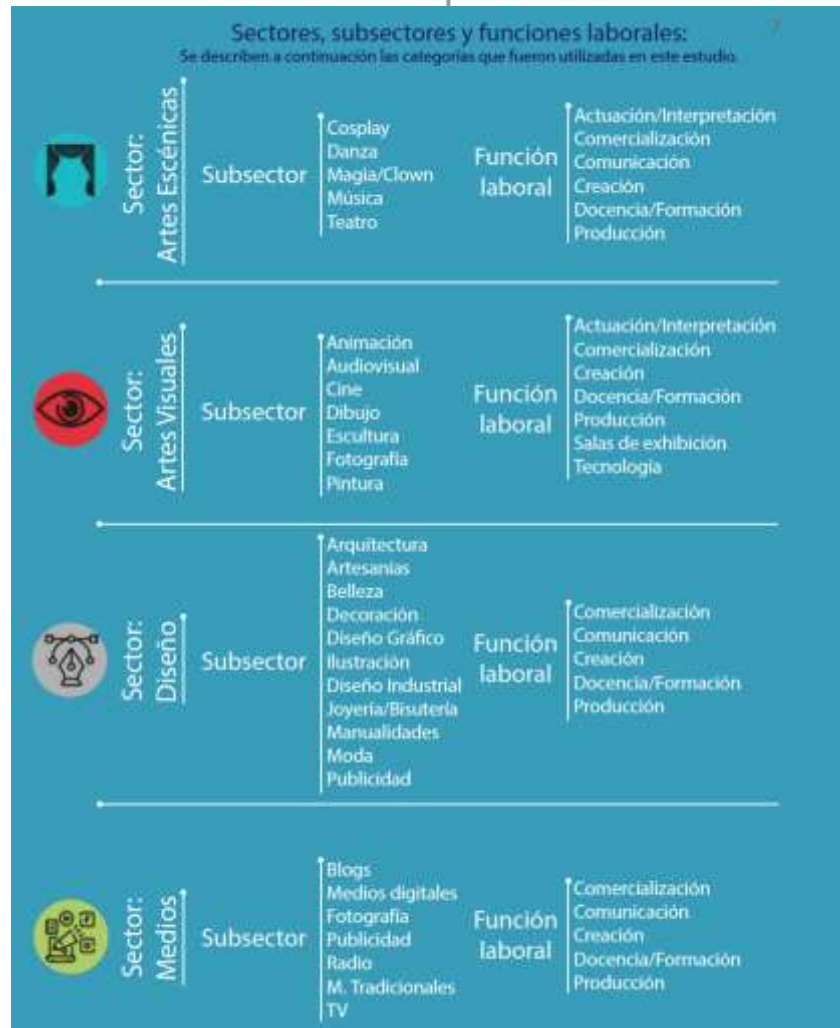 Sectores, subsectores y funciones laborales:
7
Se describen a continuación las categorías que fueron utilizadas en este estudio.
Sector:
Artes Escénicas
Subsector
Cosplay
Danza
Magia/Clown
Música
Teatro
Función
laboral
Actuación/Interpretación
Comercialización
Comunicación
Creación
Docencia/Formación
Producción
Sector:
Artes Visuales
Subsector
Animación
Audiovisual
Cine
Dibujo
Escultura
Fotografía
Pintura
Función
laboral
Actuación/Interpretación
Comercialización
Creación
Docencia/Formación
Producción
Salas de exhibición
Tecnología
Sector:
Diseño
Subsector
Arquitectura
Artesanías
Belleza
Decoración
Diseño Gráfico
Ilustración
Diseño Industrial
Joyería/Bisutería
Manualidades
Moda
Publicidad
Función
laboral
Comercialización
Comunicación
Creación
Docencia/Formación
Producción
Sector:
Medios
Subsector
Blogs
Medios digitales
Fotografía
Publicidad
Radio
M. Tradicionales
TV
Función
laboral
Comercialización
Comunicación
Creación
Docencia/Formación
Producción